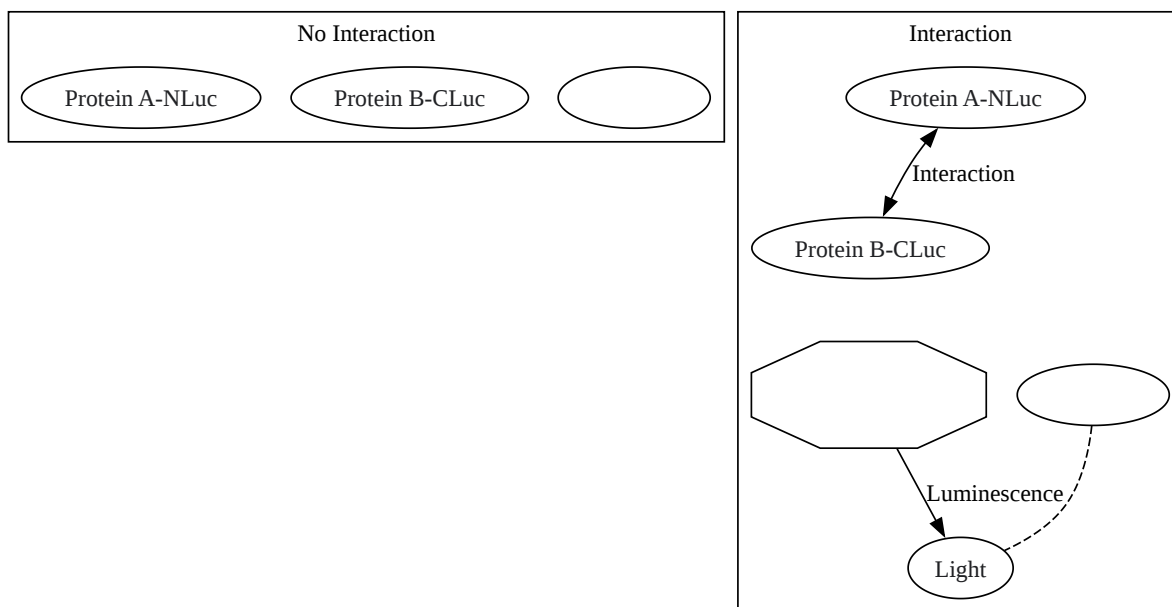 No Interaction
Protein A-NLuc
Protein B-CLuc
Interaction
Protein A-NLuc
Interaction
Protein B-CLuc
Luminescence
Light